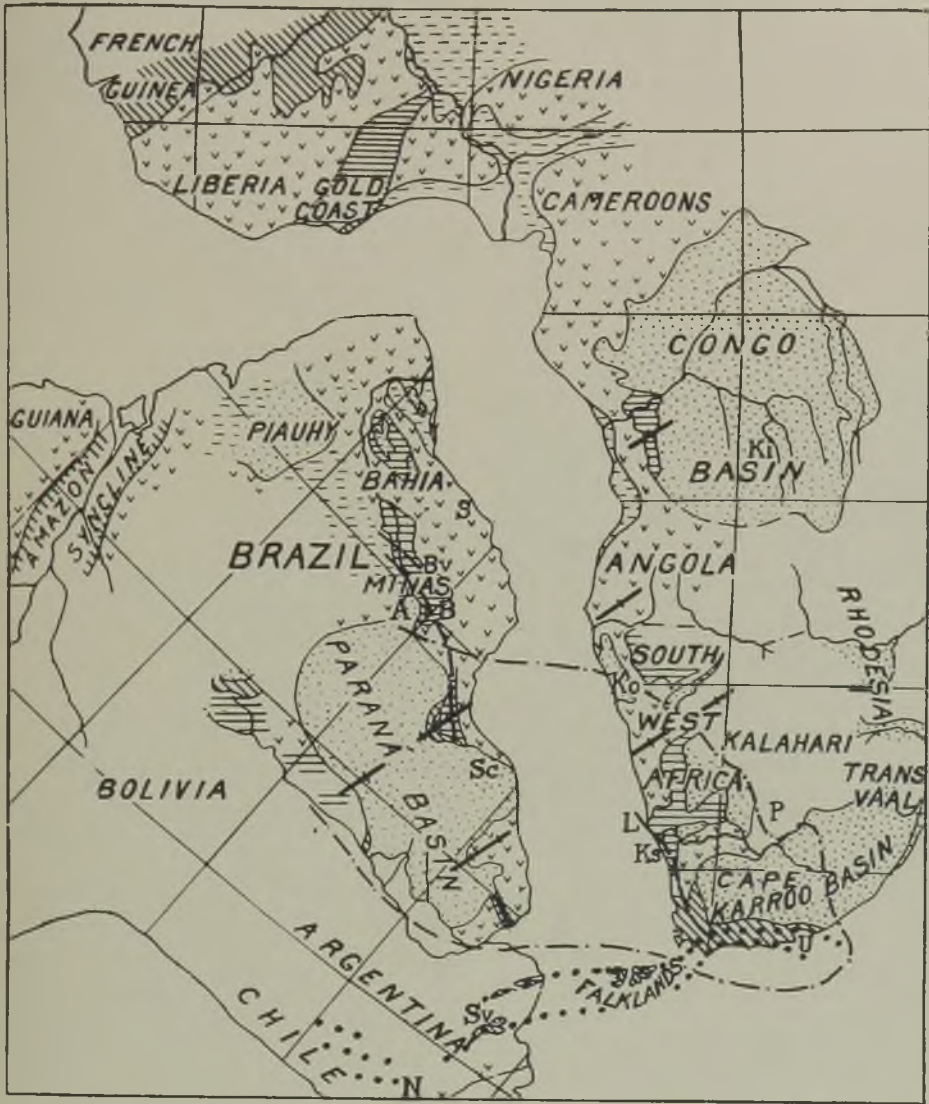 FRENCH
GUINEA
NIGERIA
LIBERIA
GOLD
COAST
CAMEROONS
CONGO
BASIN
Ki
GUIANA
AMAZON
SYNCLINE
PIAUHY
BAHIA
S
BRAZIL
Bv
MINAS
A
B
ANGOLA
RHODESIA
SOUTH
Ko
WEST
AFRICA
KALAHARI
TRANS
VAAL
PARANA
BASIN
Sc
BOLIVIA
L
P
Ks
CAPE
KARROO BASIN
U
ARGENTINA
FALKLANDS
Sv
CHILE
N